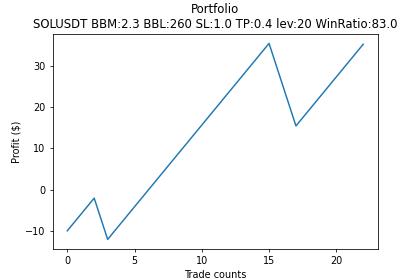 Portfolio
SOLUSDT BBM:2.3 BBL:260 SL:1.0 TP:0.4 lev:20 WinRatio:83.0
Profit ($)
30
20
10
0
−10
0 5 10 15 20
Trade counts